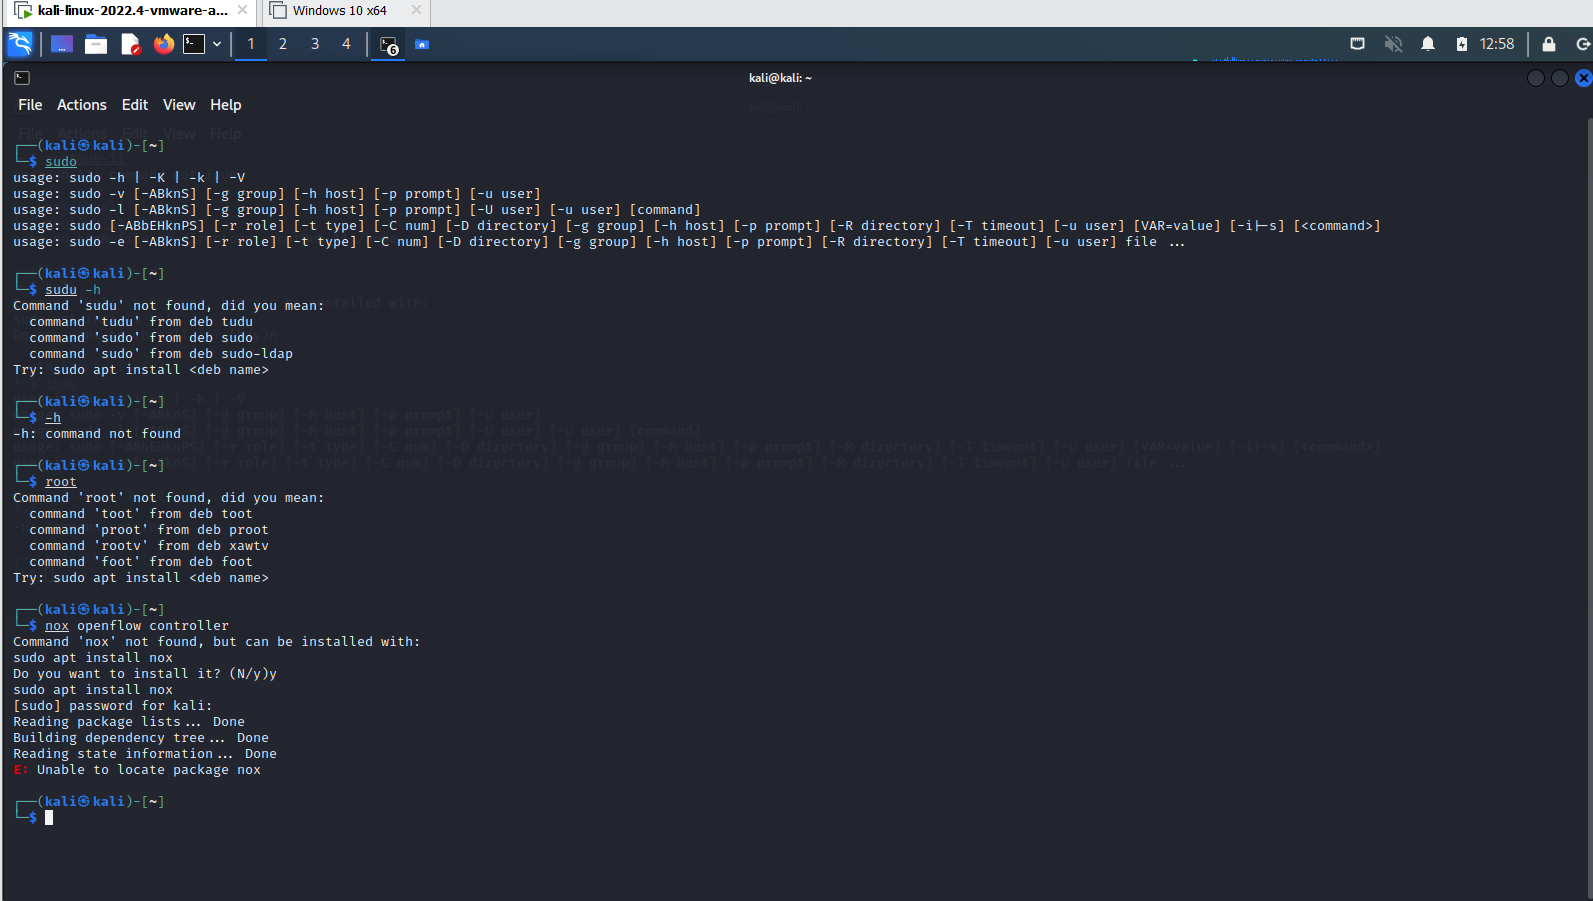 kali-linux-2022.4-vmware-a...
Windows 10 x64
1 2 3 4 6 12:58
kali@kali: ~
File Actions Edit View Help
┌──(kali㉿kali)-[~]
└─$ sudo
usage: sudo -h | -K | -k | -V
usage: sudo -v [-ABknS] [-g group] [-h host] [-p prompt] [-u user]
usage: sudo -l [-ABknS] [-g group] [-h host] [-p prompt] [-U user] [-u user] [command]
usage: sudo [-ABbEHknPS] [-r role] [-t type] [-C num] [-D directory] [-g group] [-h host] [-p prompt] [-R directory] [-T timeout] [-u user] [VAR=value] [-i|-s] [<command>]
usage: sudo -e [-ABknS] [-r role] [-t type] [-C num] [-D directory] [-g group] [-h host] [-p prompt] [-R directory] [-T timeout] [-u user] file ...
┌──(kali㉿kali)-[~]
└─$ sudu -h
Command 'sudu' not found, did you mean:
command 'tudu' from deb tudu
command 'sudo' from deb sudo
command 'sudo' from deb sudo-ldap
Try: sudo apt install <deb name>
┌──(kali㉿kali)-[~]
└─$ -h
-h: command not found
┌──(kali㉿kali)-[~]
└─$ root
Command 'root' not found, did you mean:
command 'toot' from deb toot
command 'proot' from deb proot
command 'rootv' from deb xawtv
command 'foot' from deb foot
Try: sudo apt install <deb name>
┌──(kali㉿kali)-[~]
└─$ nox openflow controller
Command 'nox' not found, but can be installed with:
sudo apt install nox
Do you want to install it? (N/y)y
sudo apt install nox
[sudo] password for kali:
Reading package lists... Done
Building dependency tree... Done
Reading state information... Done
E: Unable to locate package nox
┌──(kali㉿kali)-[~]
└─$